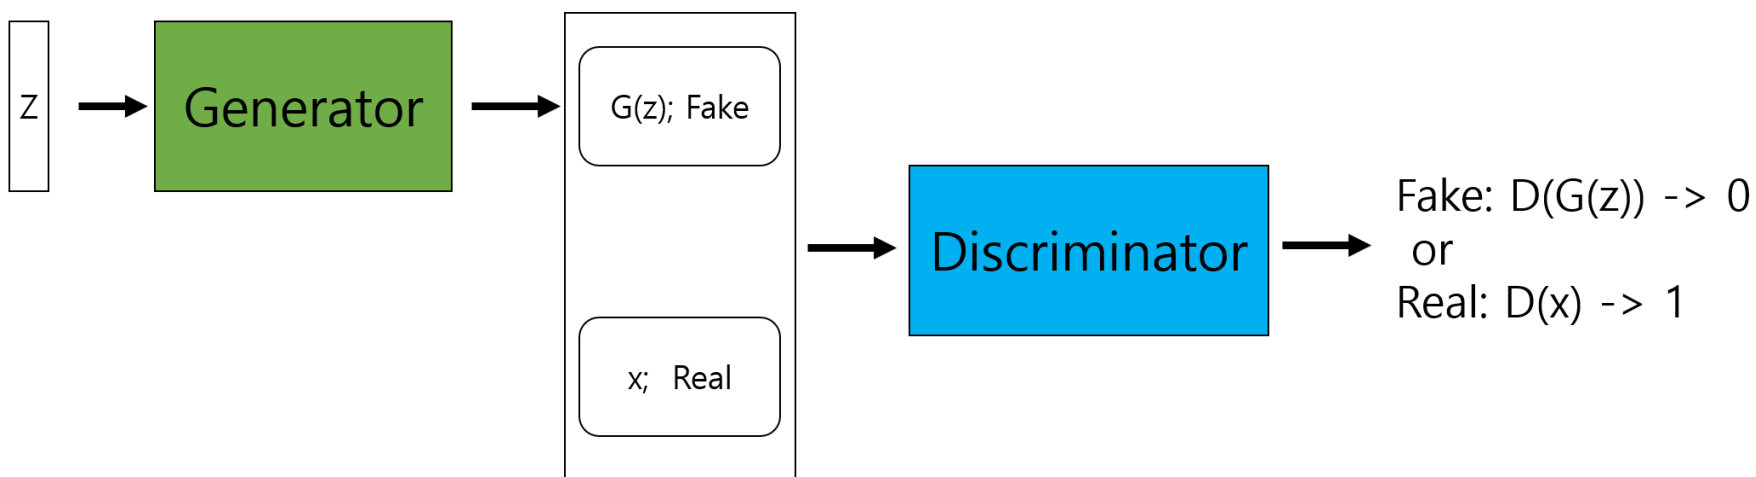 Z
Generator
G(z); Fake
x; Real
Discriminator
Fake: D(G(z)) -> 0
or
Real: D(x) -> 1